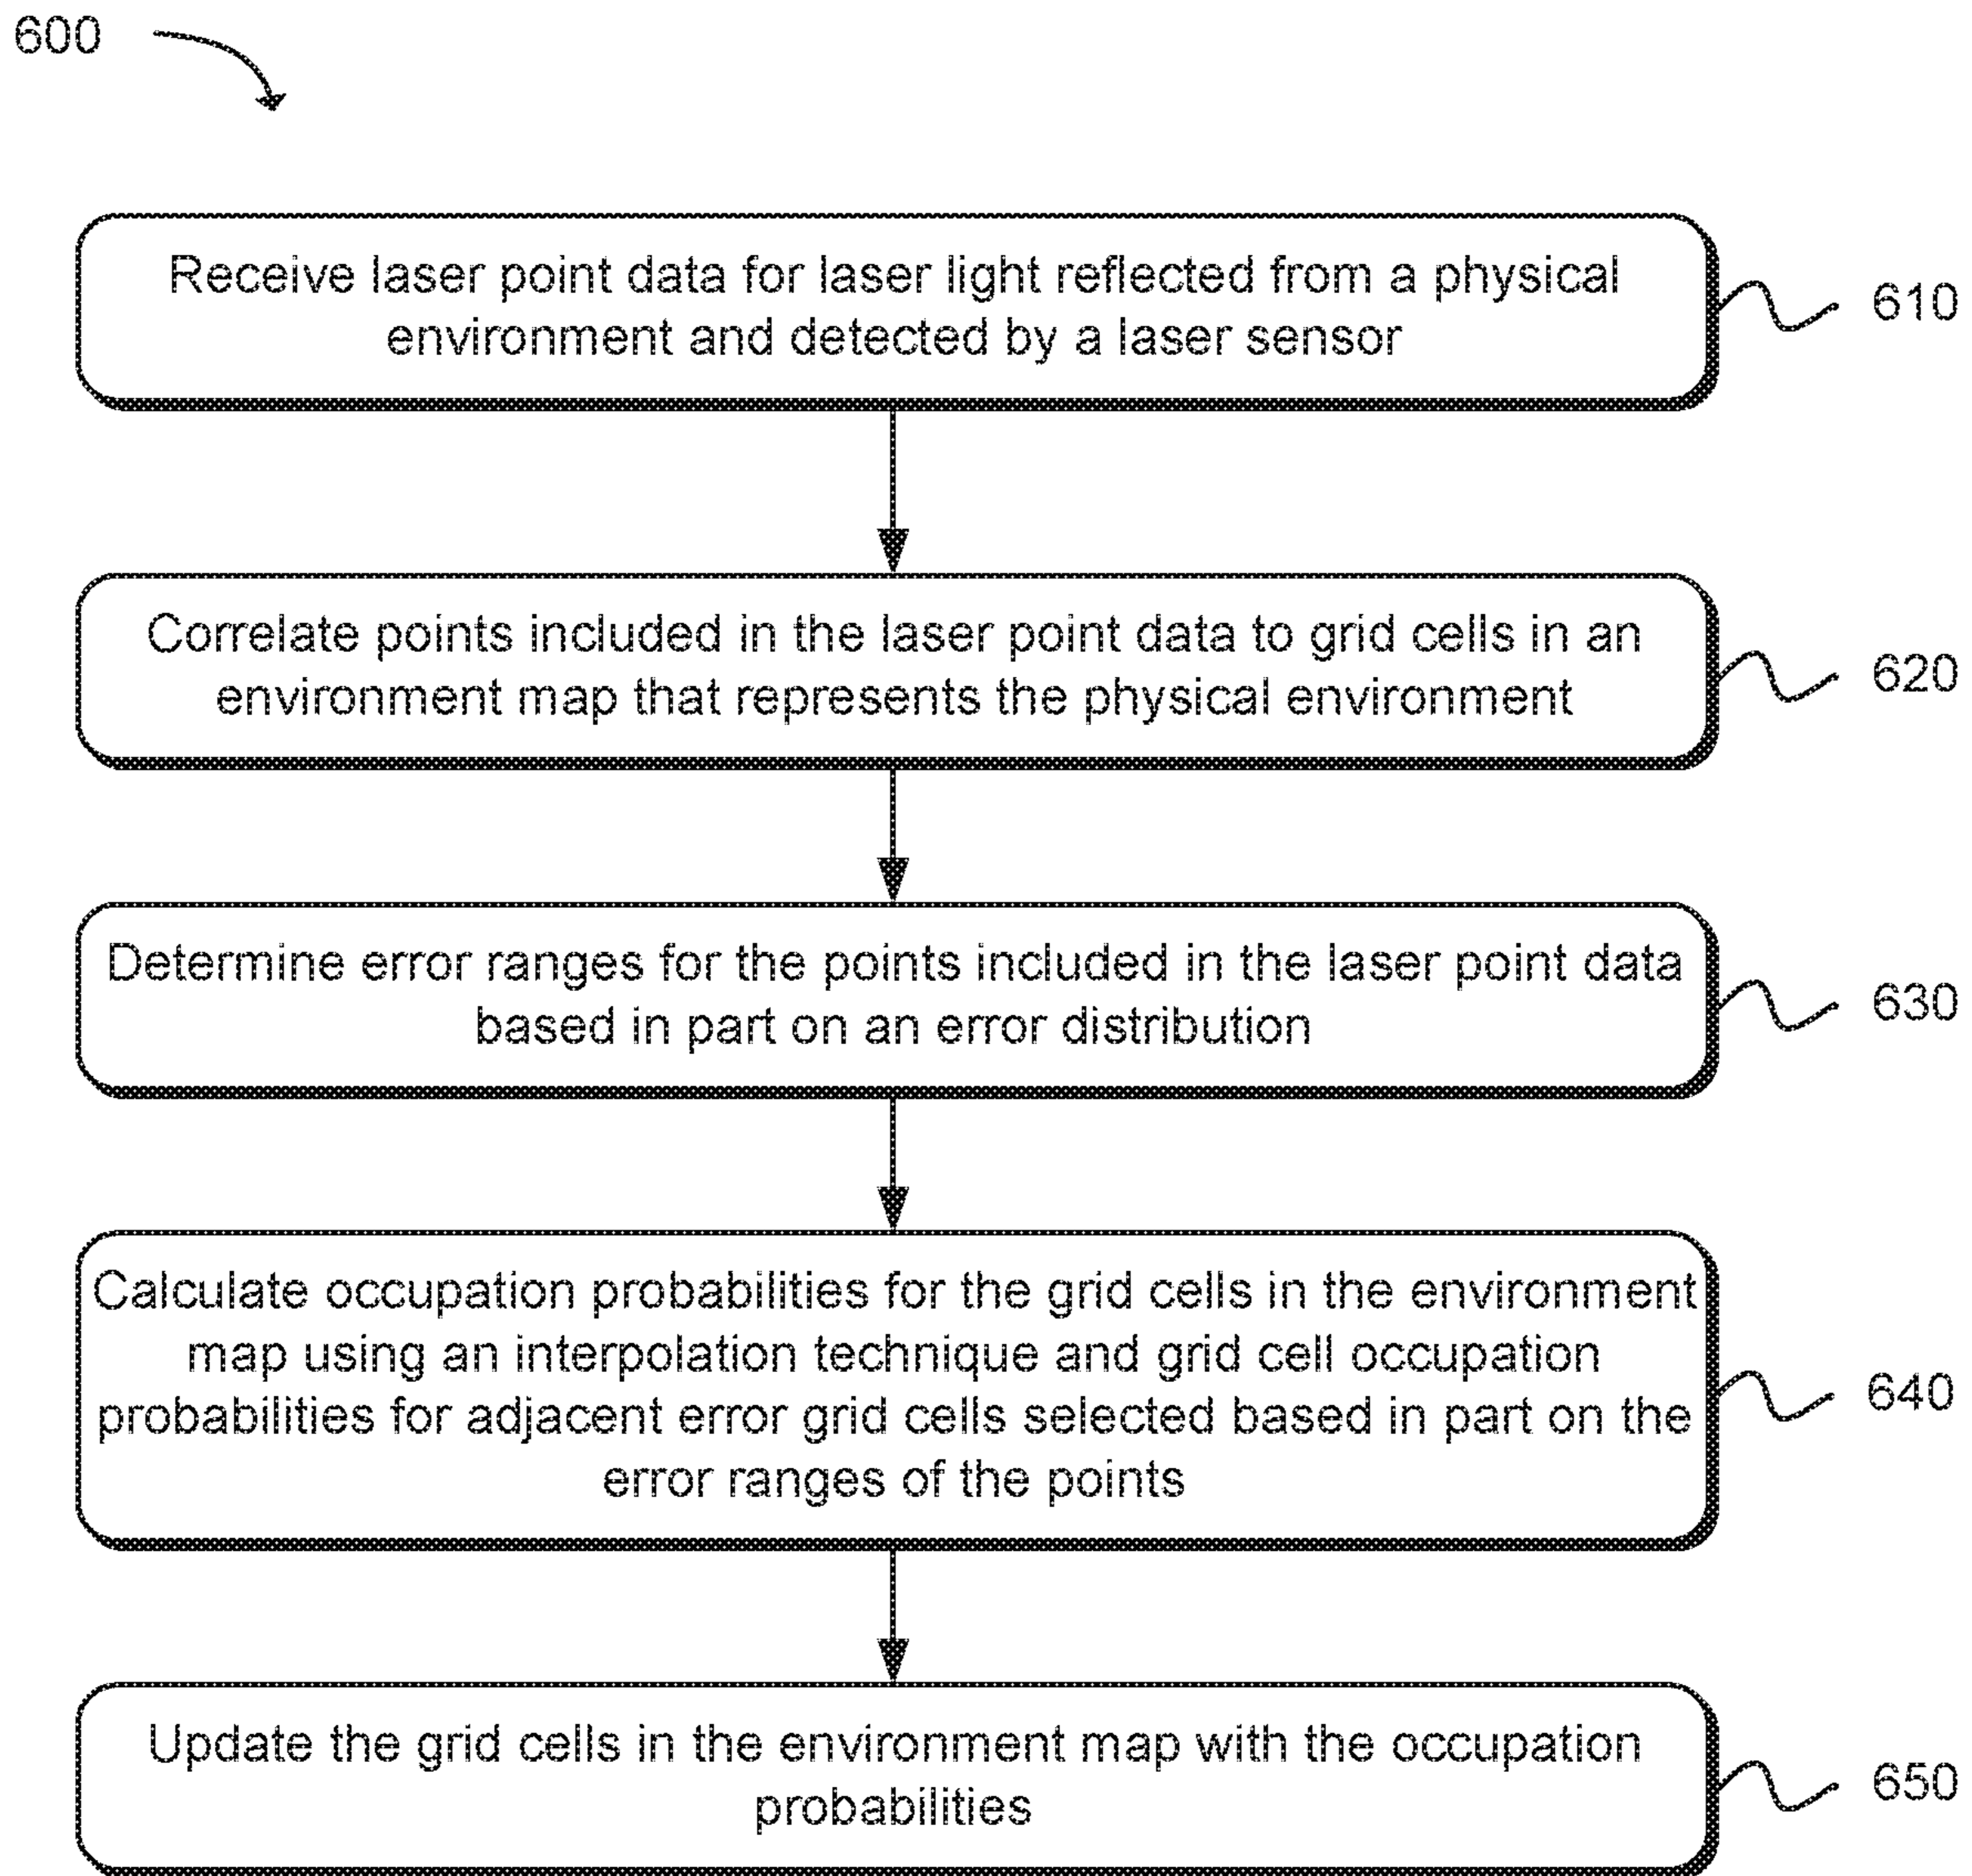 600
Receive laser point data for laser light reflected from a physical
environment and detected by a laser sensor
610
Correlate points included in the laser point data to grid cells in an
environment map that represents the physical environment
620
Determine error ranges for the points included in the laser point data
based in part on an error distribution
630
Calculate occupation probabilities for the grid cells in the environment
map using an interpolation technique and grid cell occupation
probabilities for adjacent error grid cells selected based in part on the
error ranges of the points
640
Update the grid cells in the environment map with the occupation
probabilities
650